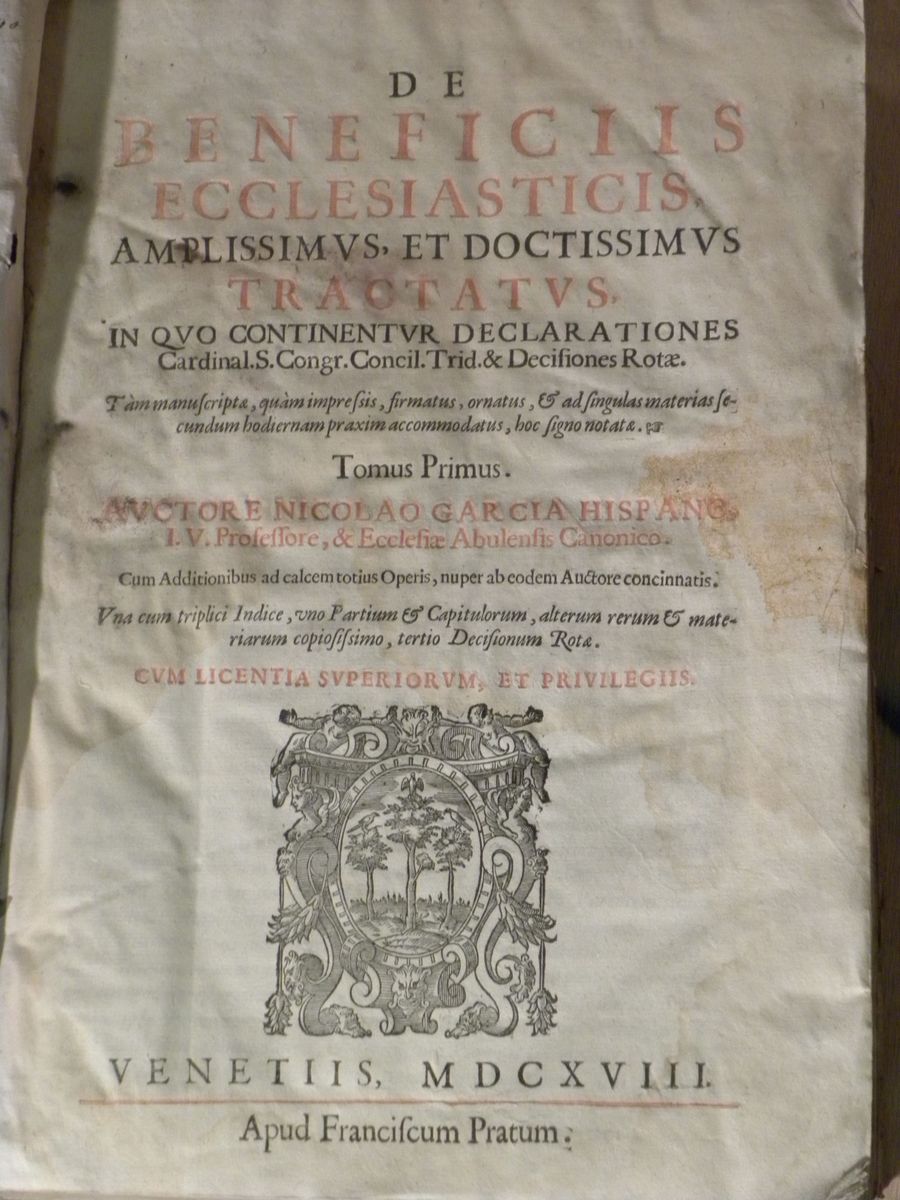 DE
BENEFICIIS
ECCLESIASTICIS,
AMPLISSIMVS, ET DOCTISSIMVS
TRACTATVS,
IN QVO CONTINENTVR DECLARATIONES
Cardinal.S.Congr.Concil.Trid.& Decisiones Rotæ.
Tàm manuscriptæ, quàm impressis, firmatus, ornatus, & ad singulas materias se-
cundum hodiernam praxim accommodatus, hoc signo notatæ. ☞
Tomus Primus.
AVCTORE NICOLAO GARCIA HISPANO,
I. V. Professore, & Ecclesiæ Abulensis Canonico.
Cum Additionibus ad calcem totius Operis, nuper ab eodem Auctore concinnatis.
Vna cum triplici Indice, vno Partium & Capitulorum, alterum rerum & mate-
riarum copiosissimo, tertio Decisionum Rotæ.
CVM LICENTIA SVPERIORVM, ET PRIVILEGIIS.
VENETIIS, MDCXVIII.
Apud Franciscum Pratum.